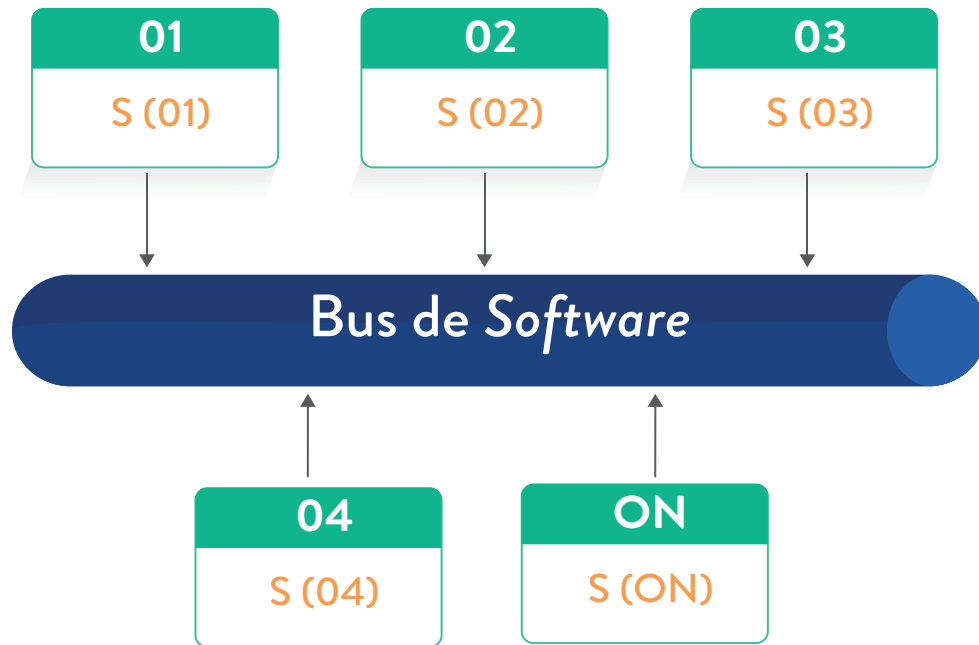 01
S (01)
02
S (02)
03
S (03)
Bus de Software
04
S (04)
ON
S (ON)